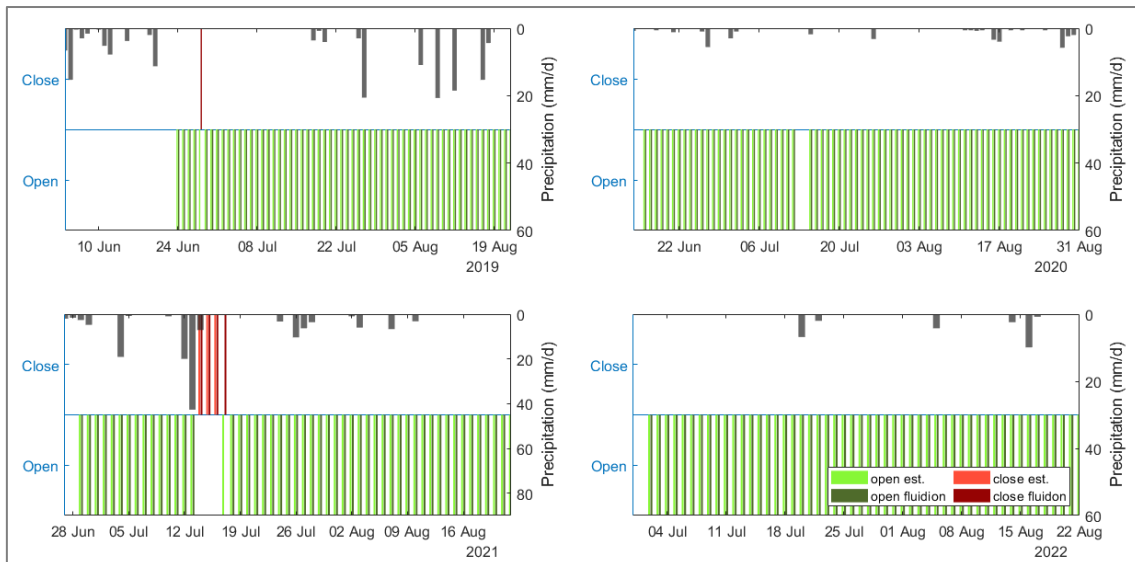 0
20
40
60
Precipitation (mm/d)
Close
Open
10 Jun 24 Jun 08 Jul 22 Jul 05 Aug 19 Aug
2019
0
20
40
60
Precipitation (mm/d)
22 Jun 06 Jul 20 Jul 03 Aug 17 Aug 31 Aug
2020
0
20
40
60
80
Precipitation (mm/d)
Close
Open
28 Jun 05 Jul 12 Jul 19 Jul 26 Jul 02 Aug 09 Aug 16 Aug
2021
0
20
40
60
Precipitation (mm/d)
Close
Open
open est. close est.
open fluidion close fluidon
04 Jul 11 Jul 18 Jul 25 Jul 01 Aug 08 Aug 15 Aug 22 Aug
2022
Close
Open